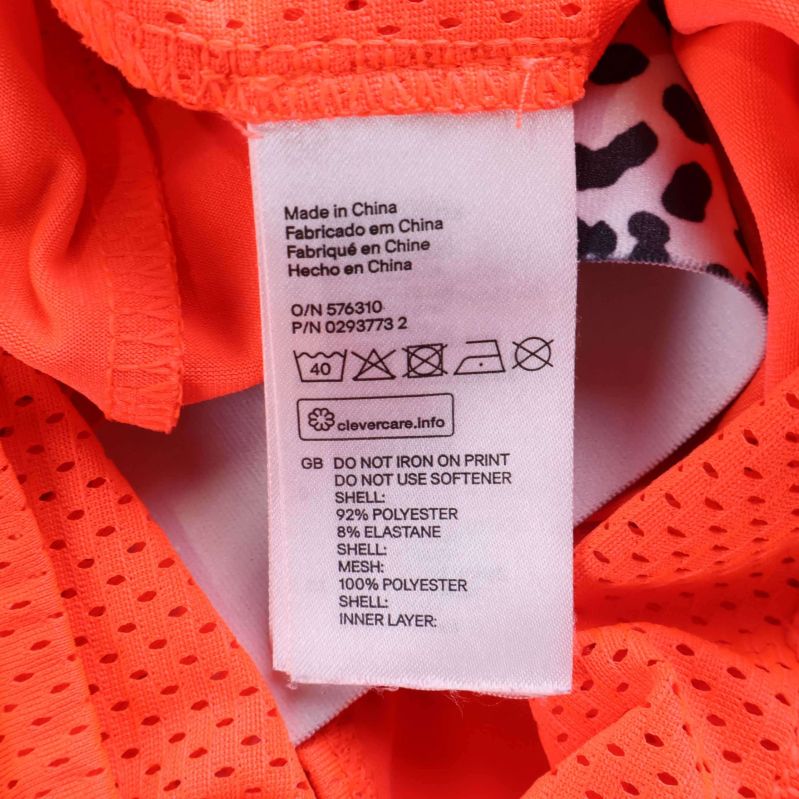 Made in China
Fabricado em China
Fabriqué en Chine
Hecho en China
O/N 576310
P/N 0293773 2
40
clevercare.info
GB DO NOT IRON ON PRINT
DO NOT USE SOFTENER
SHELL:
92% POLYESTER
8% ELASTANE
SHELL:
MESH:
100% POLYESTER
SHELL:
INNER LAYER: